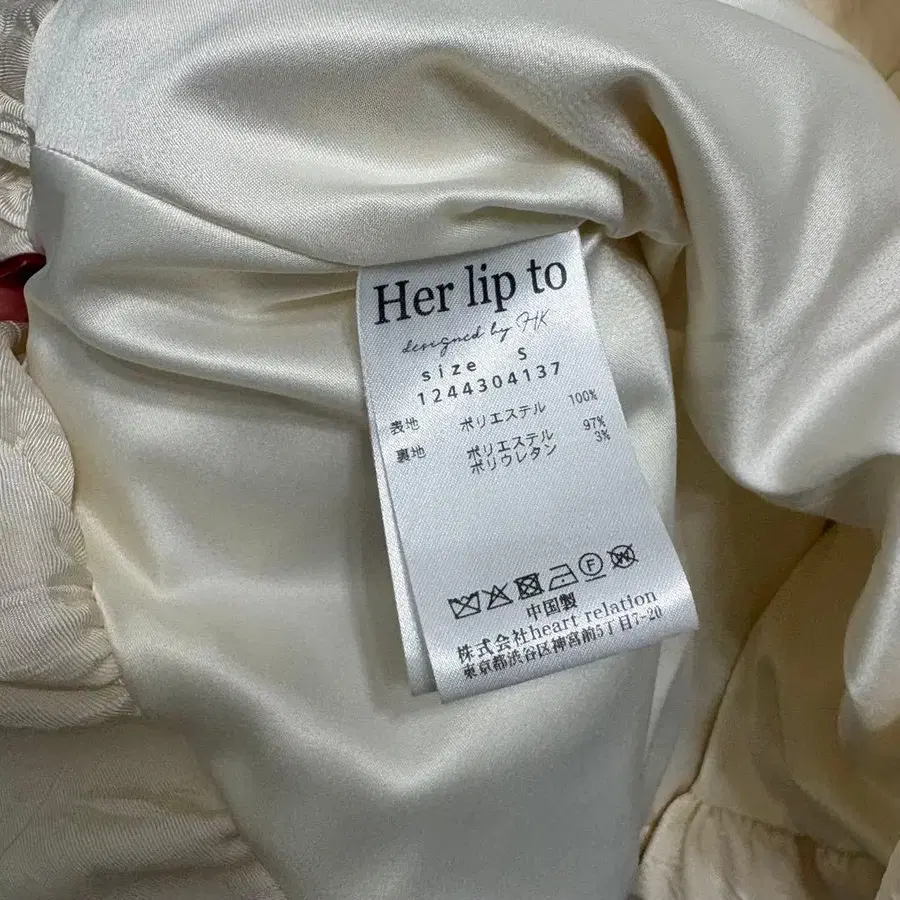 Her lip to
designed by HK
size S
1244304137
表地 ポリエステル 100%
裏地 ポリエステル 97%
ポリウレタン 3%
F W
中国製
株式会社heart relation
東京都渋谷区神宮前5丁目7-20